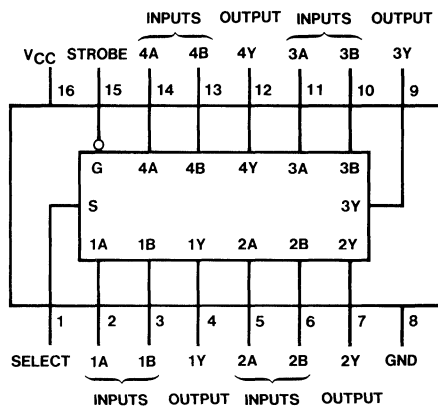 INPUTS OUTPUT INPUTS OUTPUT
VCC STROBE 4A 4B 4Y 3A 3B 3Y
16 15 14 13 12 11 10 9
G 4A 4B 4Y 3A 3B
S 3Y
1A 1B 1Y 2A 2B 2Y
1 2 3 4 5 6 7 8
SELECT 1A 1B 1Y 2A 2B 2Y GND
INPUTS OUTPUT INPUTS OUTPUT